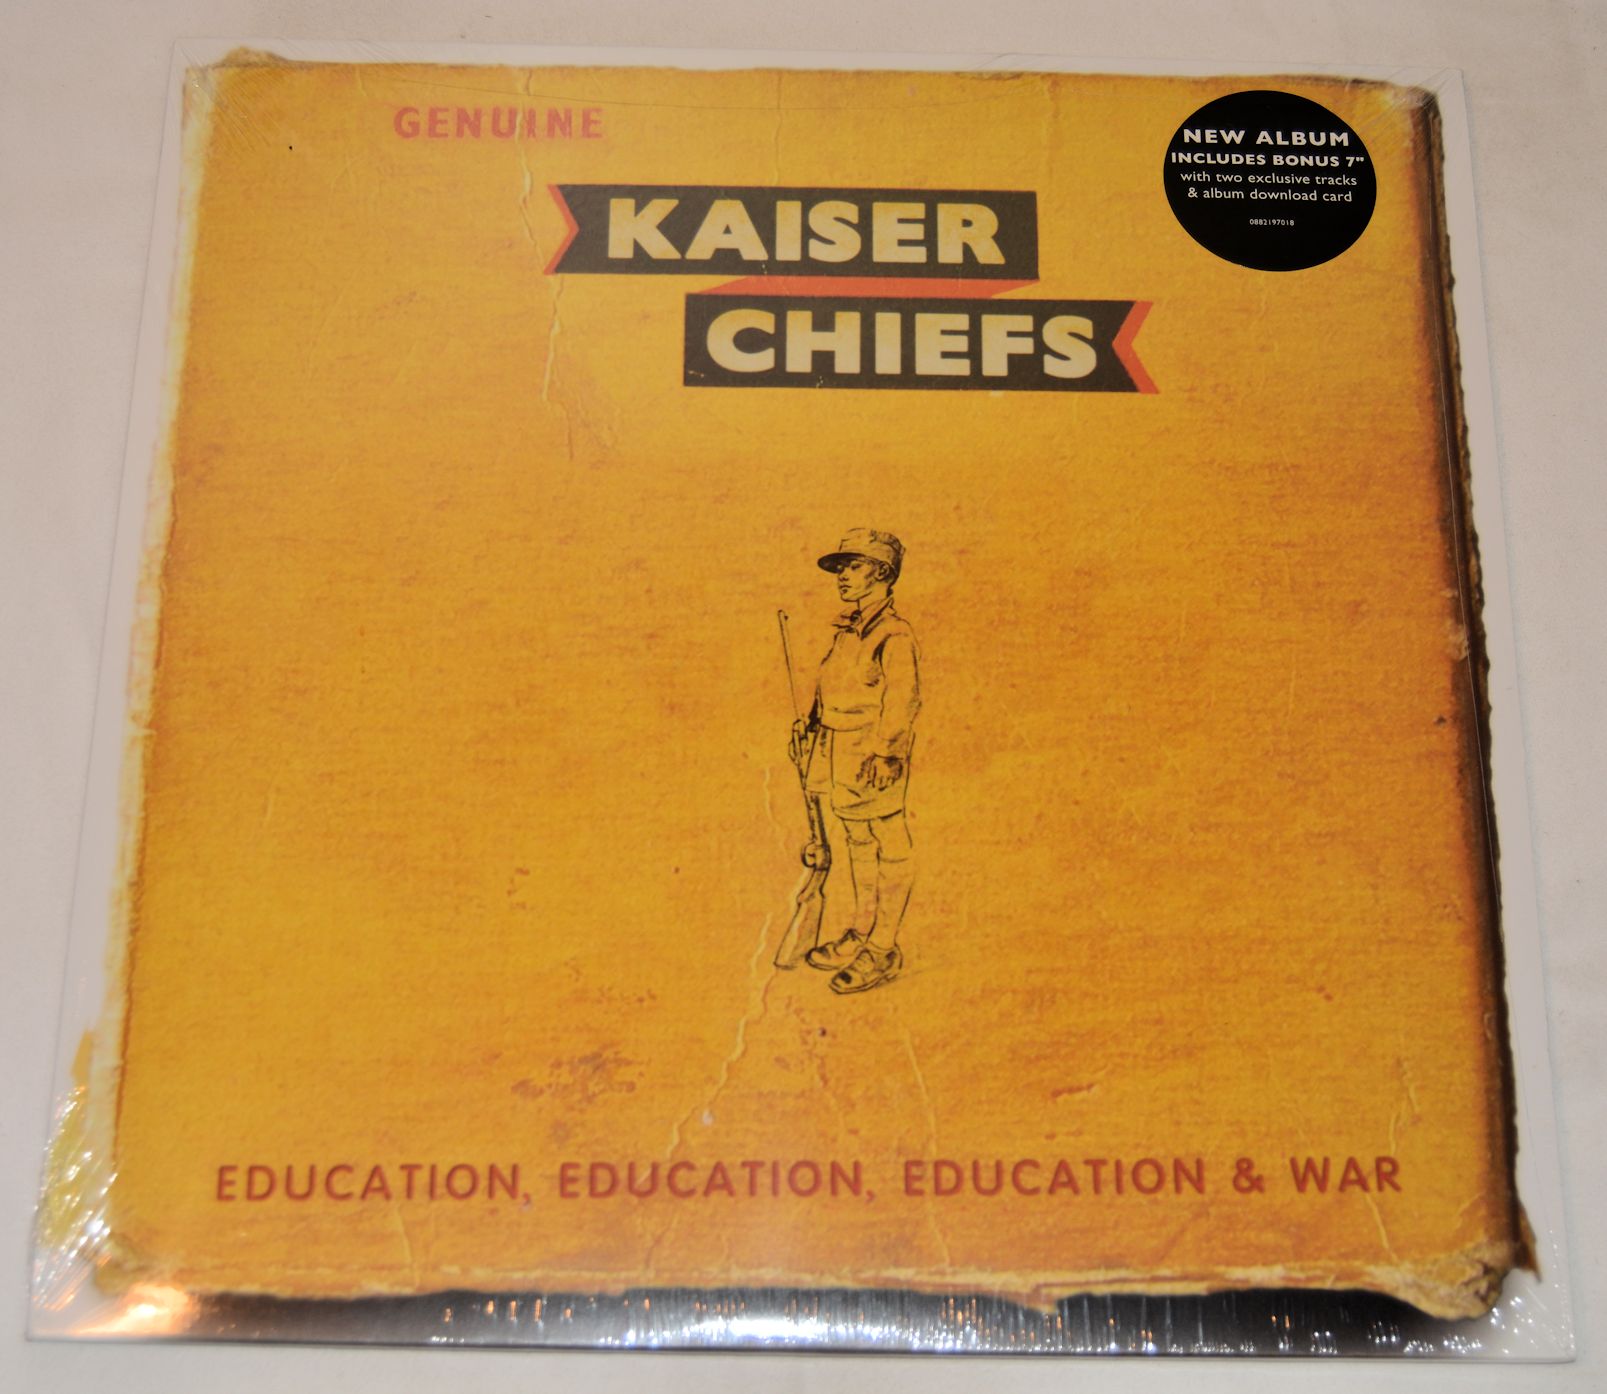 GENUINE
KAISER
CHIEFS
NEW ALBUM
INCLUDES BONUS 7"
with two exclusive tracks
& album download card
0882197018
EDUCATION, EDUCATION, EDUCATION & WAR